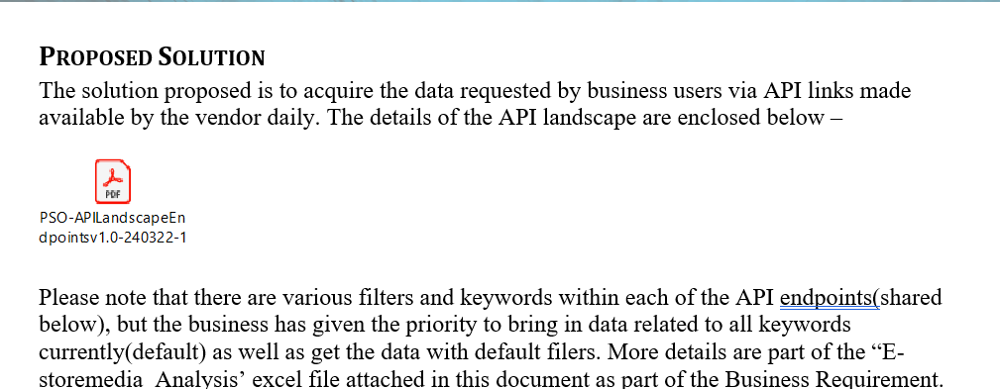 PROPOSED SOLUTION
The solution proposed is to acquire the data requested by business users via API links made
available by the vendor daily. The details of the API landscape are enclosed below –
PDF
PSO-APILandscapeEn
dpointsv1.0-240322-1
Please note that there are various filters and keywords within each of the API endpoints(shared
below), but the business has given the priority to bring in data related to all keywords
currently(default) as well as get the data with default filers. More details are part of the “E-
storemedia Analysis’ excel file attached in this document as part of the Business Requirement.